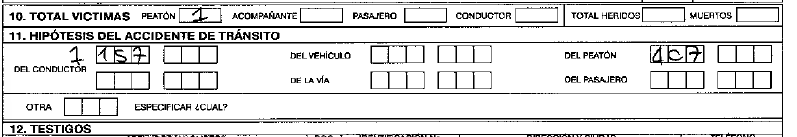 10. TOTAL VICTIMAS PEATÓN 1 ACOMPAÑANTE PASAJERO CONDUCTOR TOTAL HERIDOS MUERTOS
11. HIPÓTESIS DEL ACCIDENTE DE TRÁNSITO
DEL CONDUCTOR 1 157 DEL VEHÍCULO DEL PEATÓN 407
DE LA VÍA DEL PASAJERO
OTRA ESPECIFICAR ¿CUAL?
12. TESTIGOS